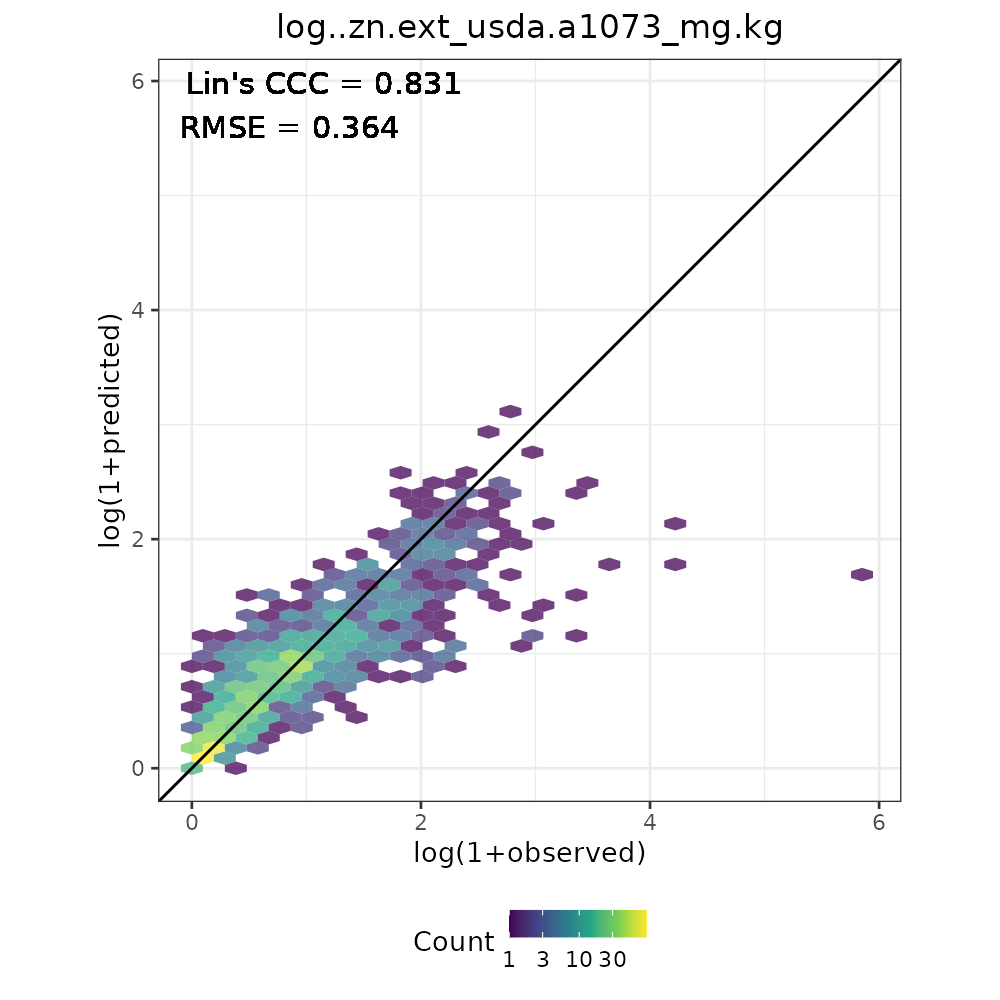 log..zn.ext_usda.a1073_mg.kg
Lin's CCC = 0.831
RMSE = 0.364
6
4
2
0
log(1+predicted)
0 2 4 6
log(1+observed)
Count
1 3 10 30